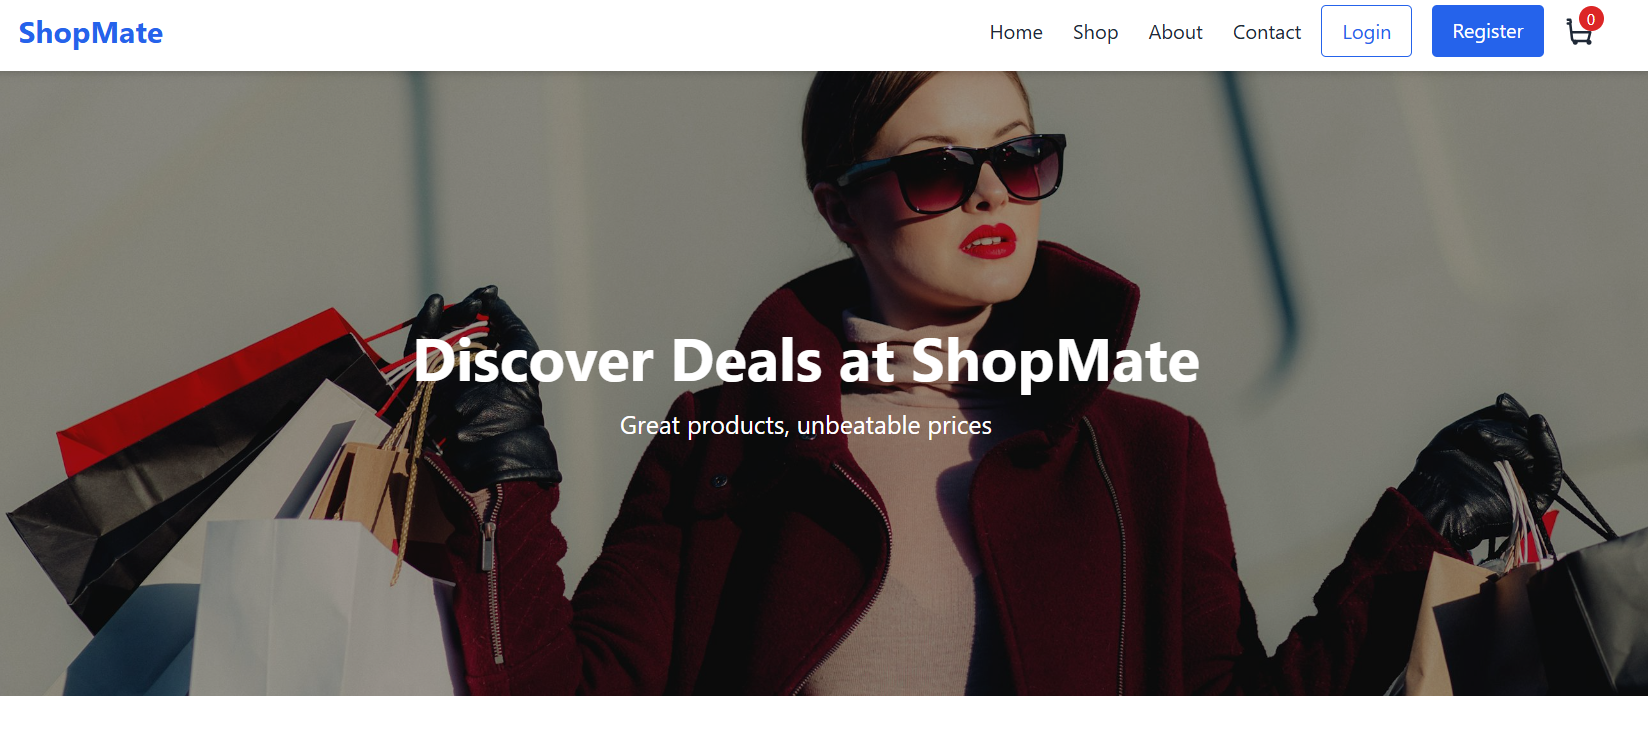 ShopMate
Home Shop About Contact Login Register 0
Discover Deals at ShopMate
Great products, unbeatable prices